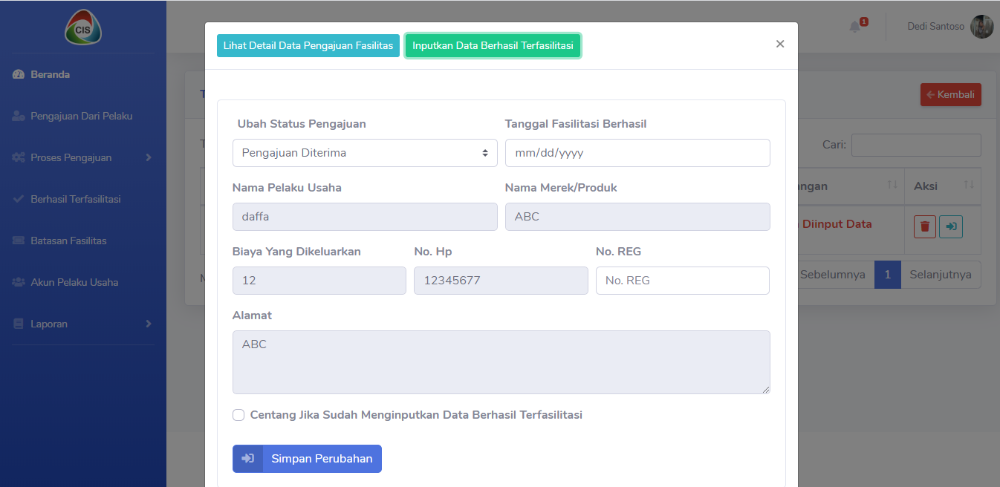 CIS
Beranda
Pengajuan Dari Pelaku
Proses Pengajuan
Berhasil Terfasilitasi
Batasan Fasilitas
Akun Pelaku Usaha
Laporan
1
Dedi Santoso
Lihat Detail Data Pengajuan Fasilitas
Inputkan Data Berhasil Terfasilitasi
×
Kembali
Ubah Status Pengajuan
Tanggal Fasilitasi Berhasil
Pengajuan Diterima
mm/dd/yyyy
Cari:
Nama Pelaku Usaha
Nama Merek/Produk
daffa
ABC
Aksi
Diinput Data
Biaya Yang Dikeluarkan
No. Hp
No. REG
12
12345677
No. REG
Sebelumnya
1
Selanjutnya
Alamat
ABC
Centang Jika Sudah Menginputkan Data Berhasil Terfasilitasi
Simpan Perubahan